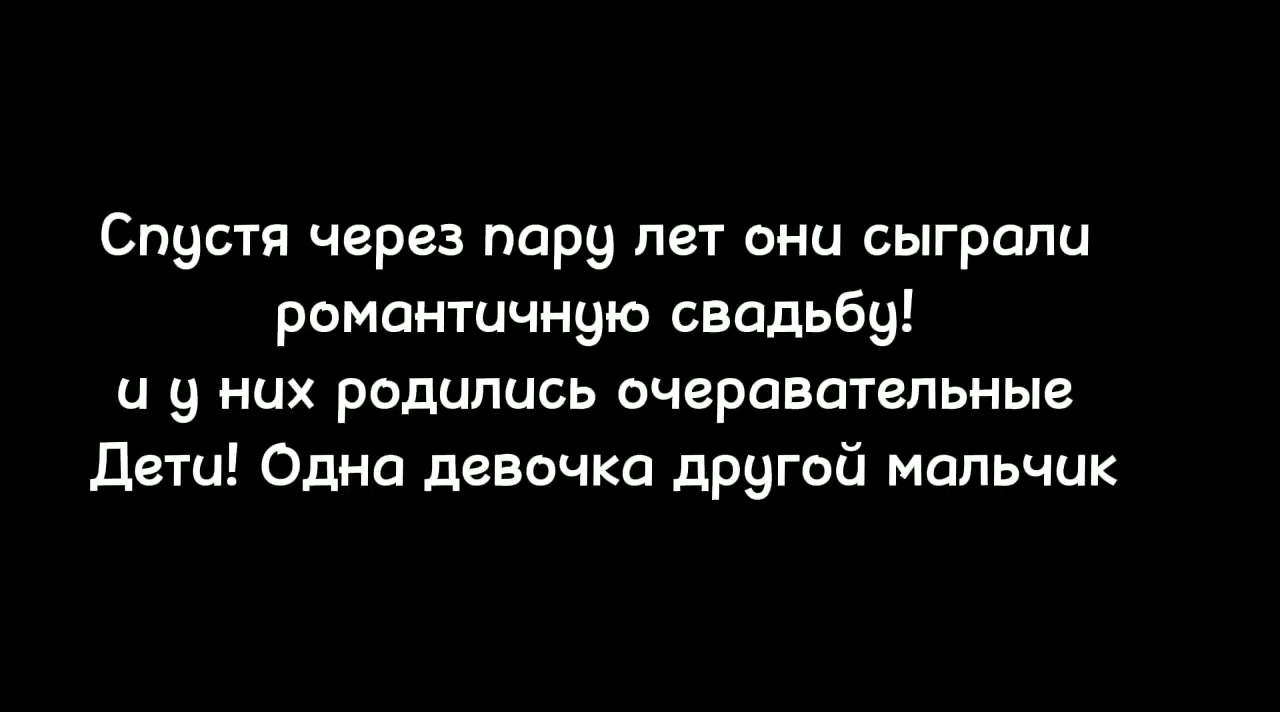 Спустя через пару лет они сыграли
романтичную свадьбу!
и у них родились очеравательные
Дети! Одна девочка другой мальчик